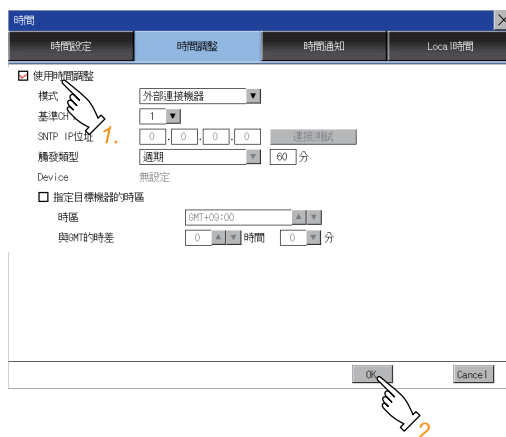 時間
時間設定 時間調整 時間通知 Local時間
使用時間調整
模式 外部連接機器
基準CH 1
SNTP IP位址 0 . 0 . 0 . 0 連接測試
1.
觸發類型 週期 60 分
Device 無設定
指定目標機器的時區
時區 GMT+09:00
與GMT的時差 0 時間 0 分
OK Cancel
2